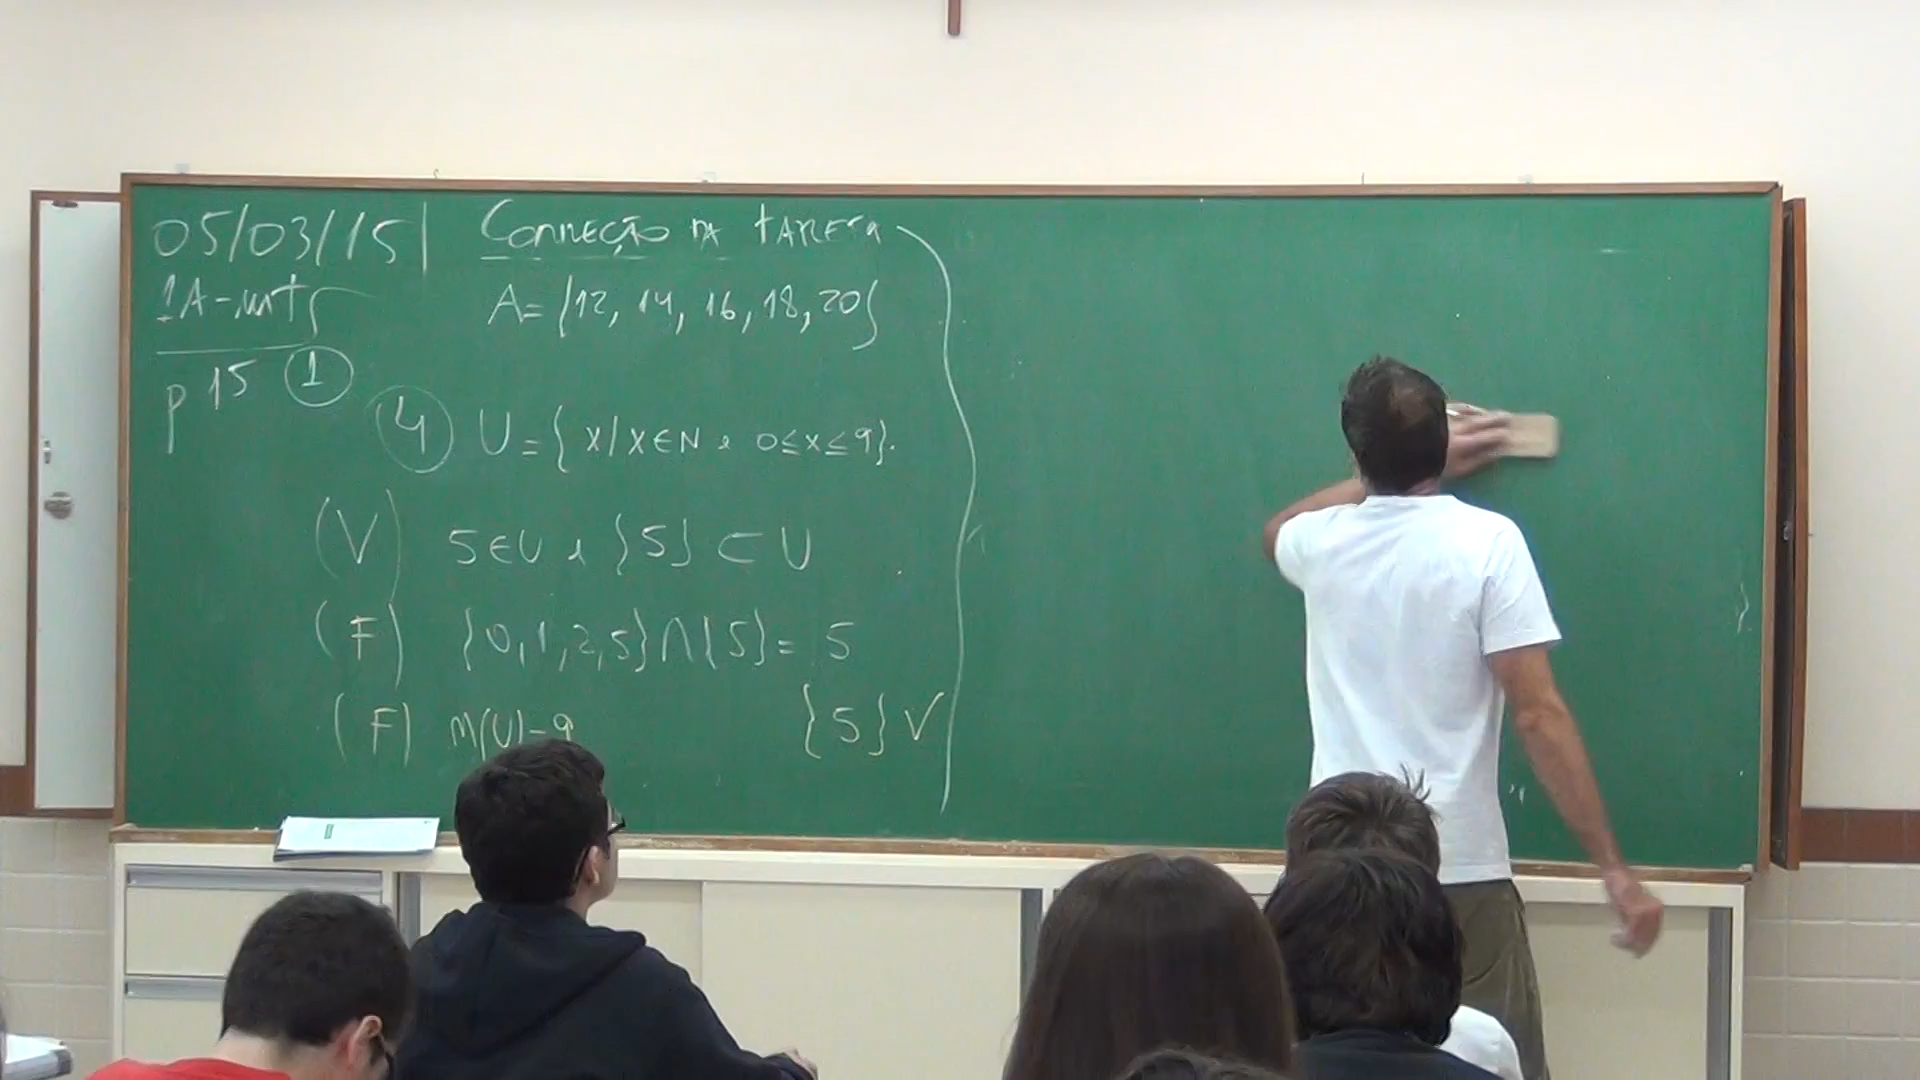 05/03/15 Correção da tarefa
1A-mts
A={12, 14, 16, 18, 20}
p 15 1
4 U={x/x∈N e 0≤x≤9}.
(V) 5∈U e {5}⊂U
(F) {0,1,2,5}∩{5}= 5
(F) n(U)=9 {5} V